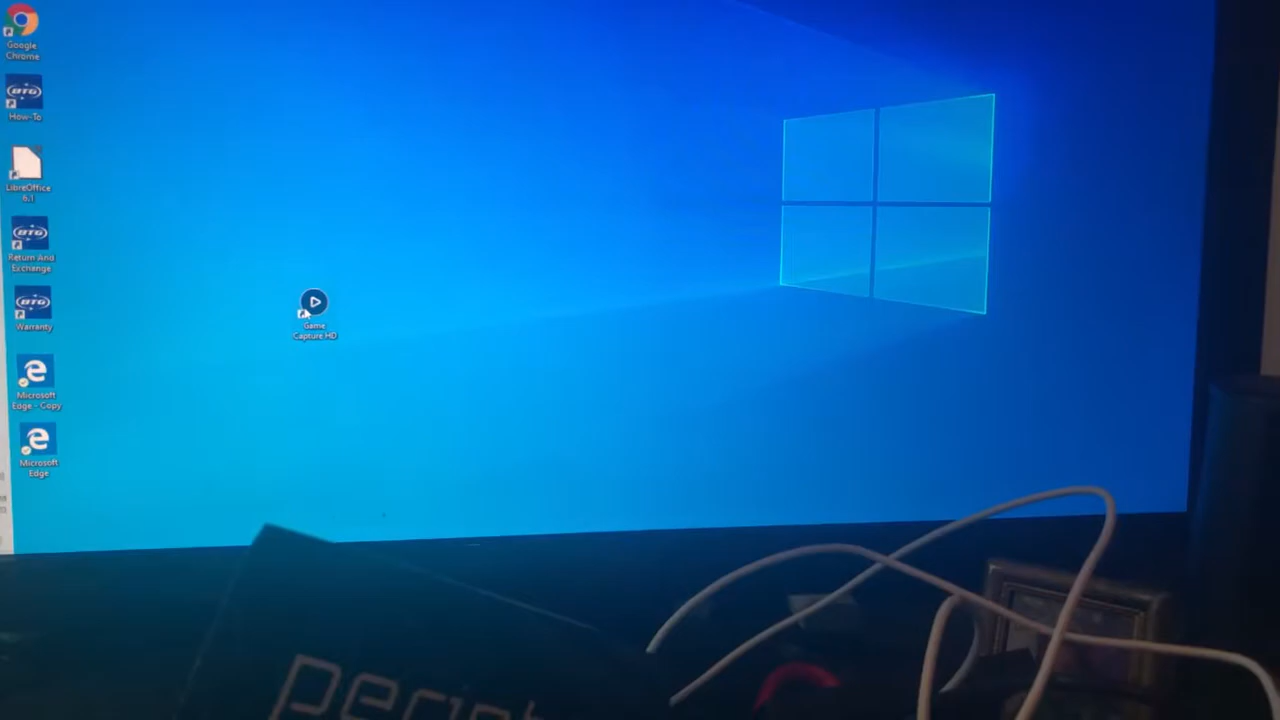 Google
Chrome
BTG
How-To
LibreOffice
6.1
BTG
Return And
Exchange
BTG
Warranty
Microsoft
Edge - Copy
Microsoft
Edge
Game
Capture HD